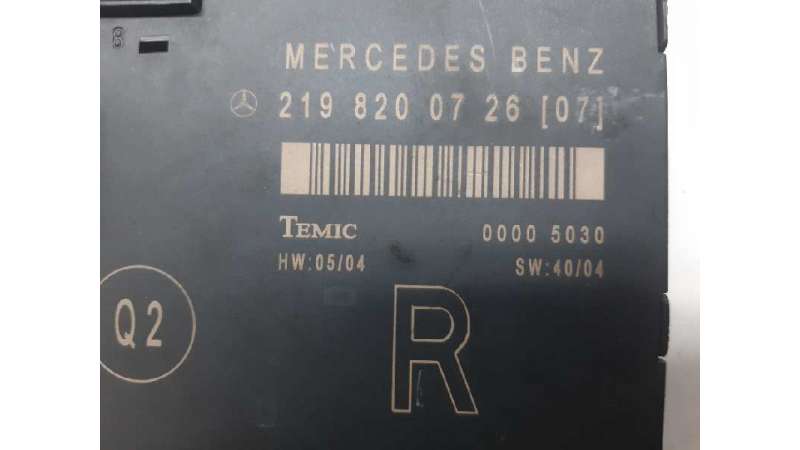 MERCEDES BENZ
219 820 07 26 [07]
TEMIC 0000 5030
HW:05/04 SW:40/04
Q2
R